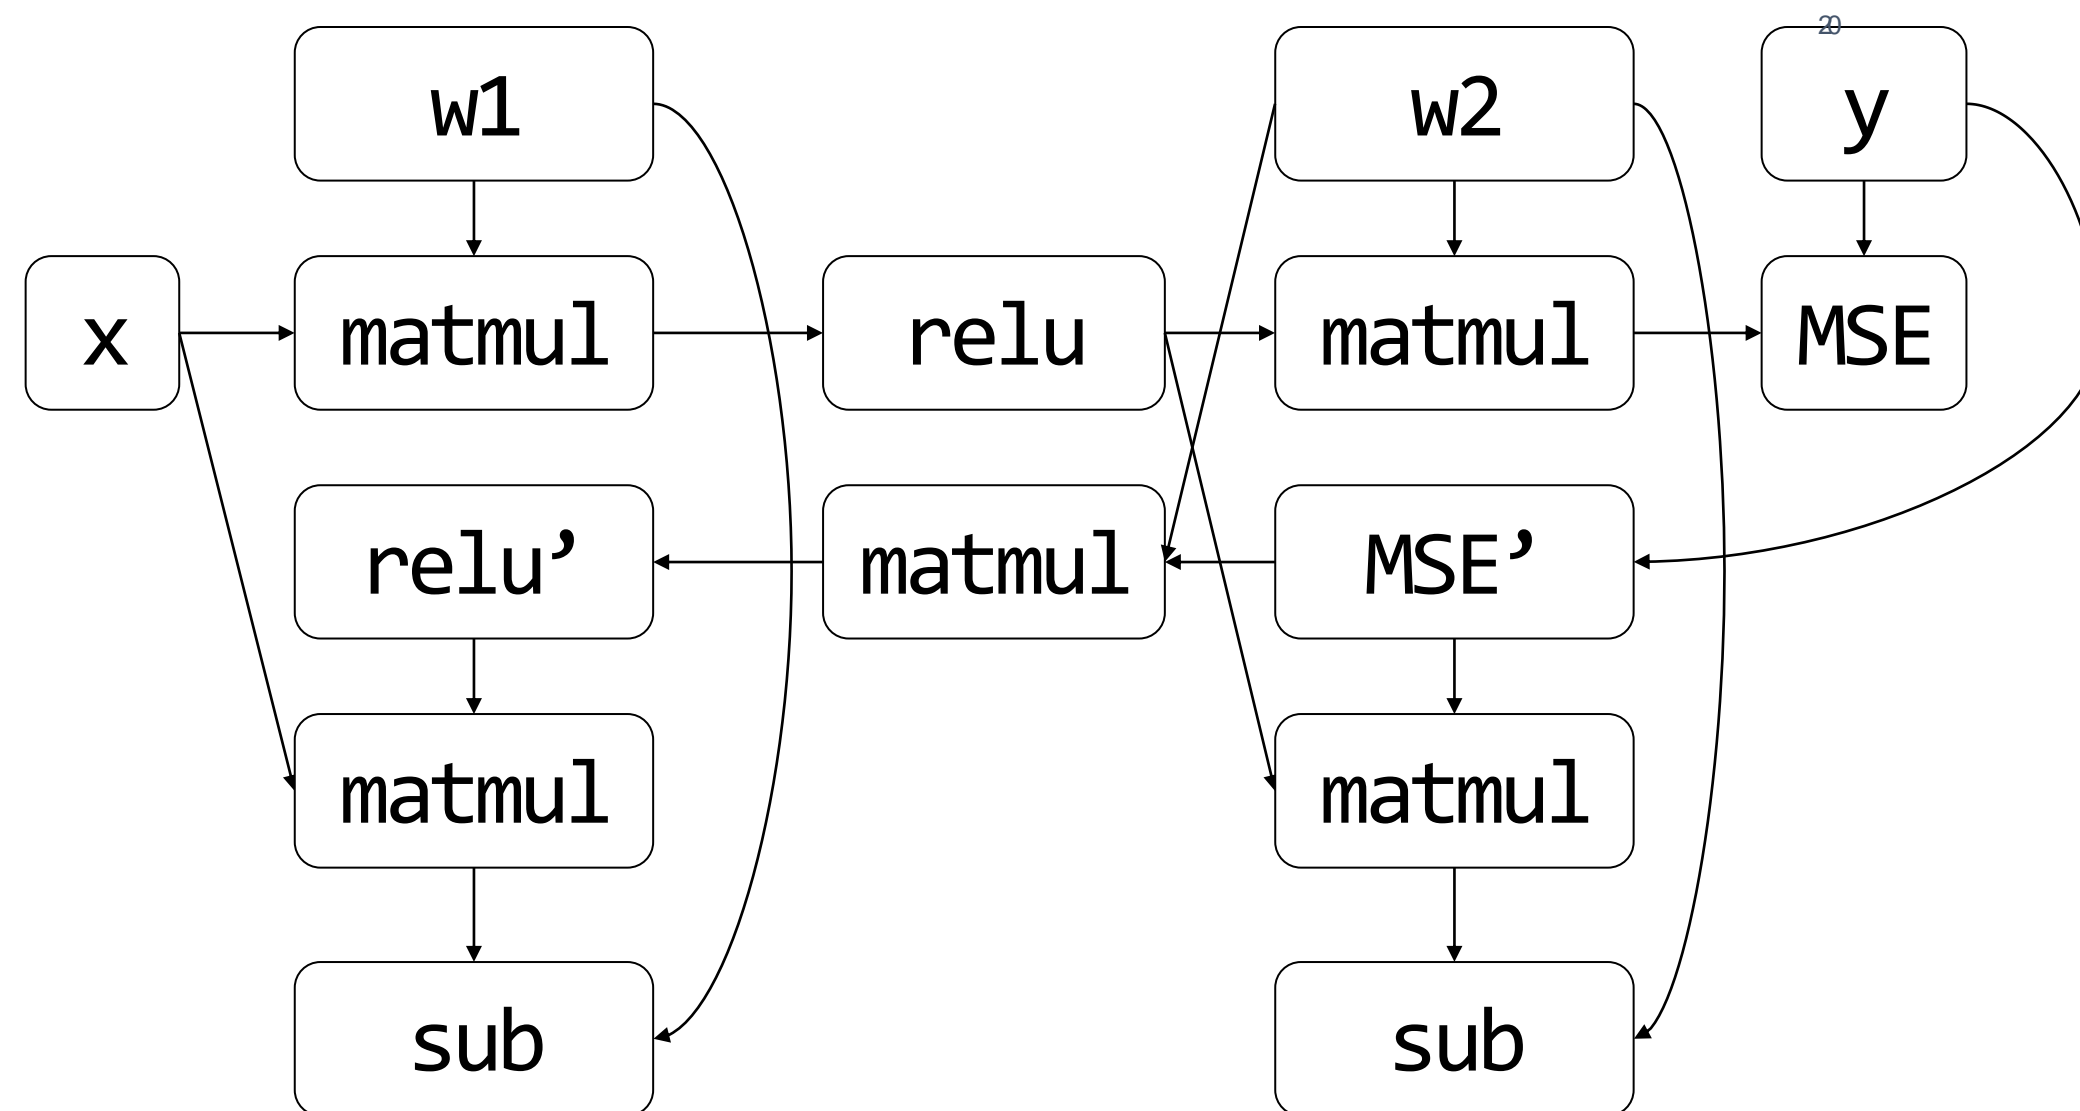 20
w1
w2
y
x
matmul
relu
matmul
MSE
relu’
matmul
MSE’
matmul
matmul
sub
sub